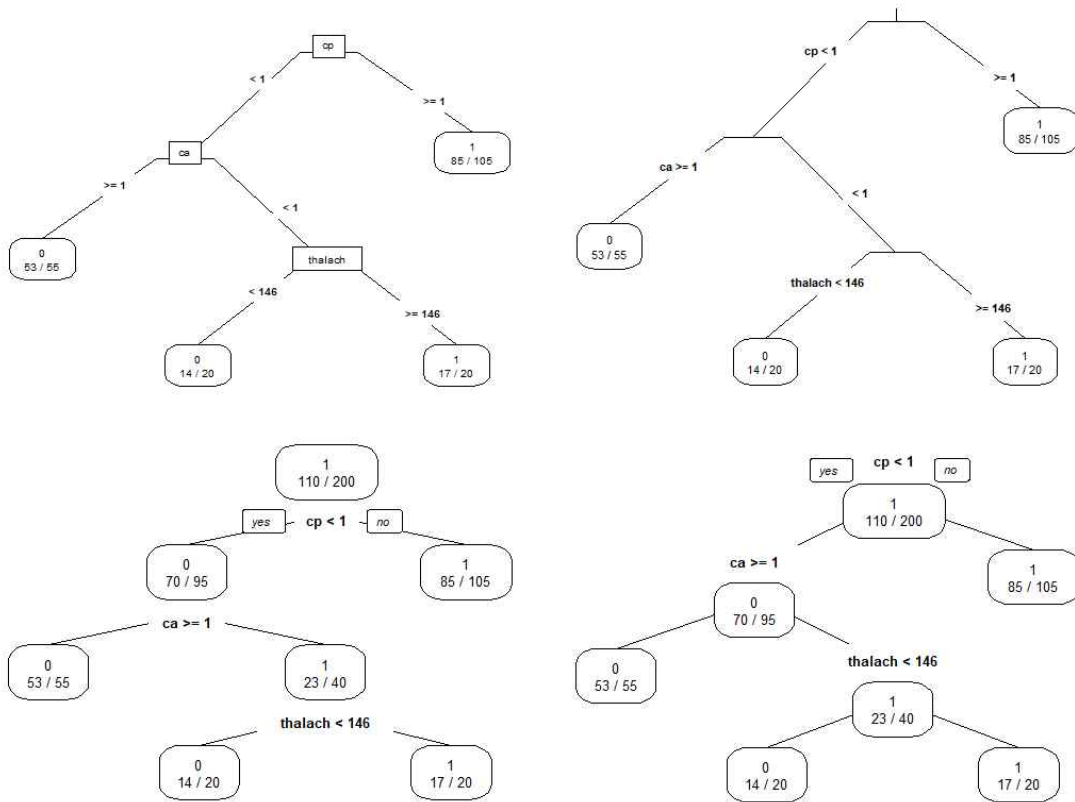 cp
< 1
>= 1
1
85 / 105
ca
>= 1
< 1
0
53 / 55
thalach
< 146
>= 146
0
14 / 20
1
17 / 20
cp < 1
>= 1
1
85 / 105
ca >= 1
< 1
0
53 / 55
thalach < 146
>= 146
0
14 / 20
1
17 / 20
1
110 / 200
yes cp < 1 no
0
70 / 95
1
85 / 105
ca >= 1
0
53 / 55
1
23 / 40
thalach < 146
0
14 / 20
1
17 / 20
yes cp < 1 no
1
110 / 200
1
85 / 105
ca >= 1
0
70 / 95
0
53 / 55
thalach < 146
1
23 / 40
0
14 / 20
1
17 / 20